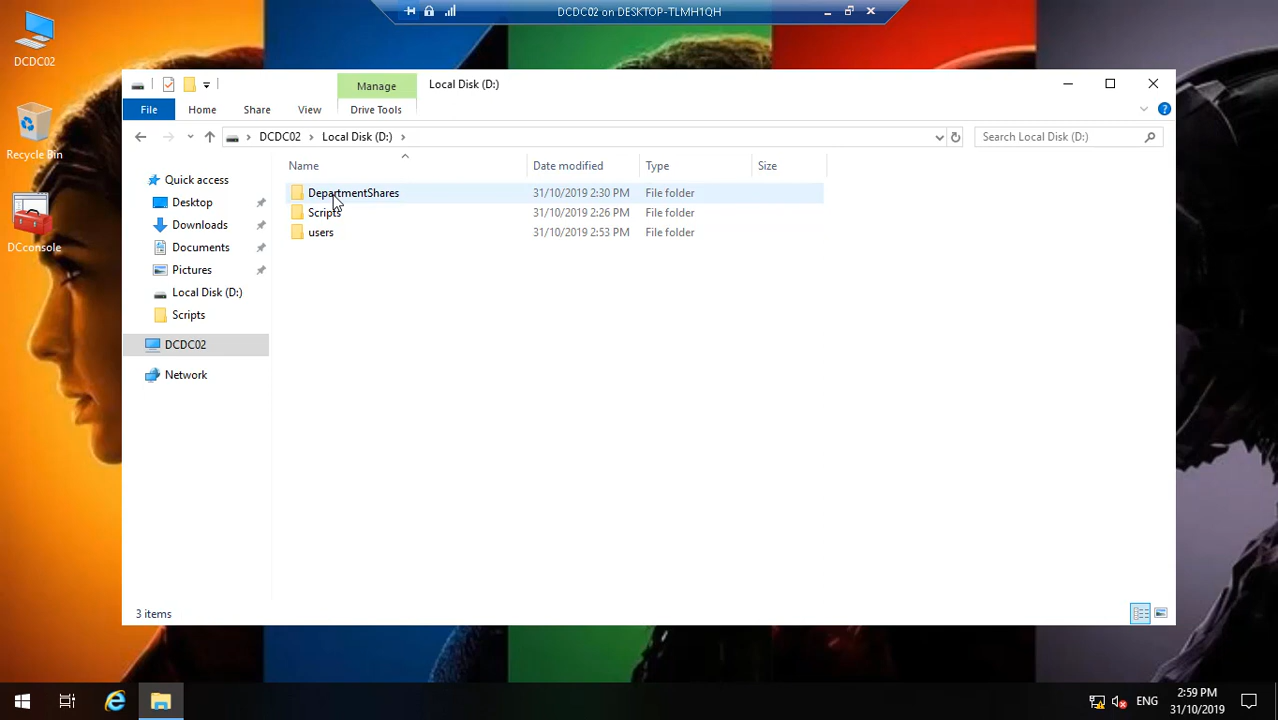 DCDC02 on DESKTOP-TLMH1QH
DCDC02
Recycle Bin
DCconsole
Manage
Local Disk (D:)
File
Home
Share
View
Drive Tools
DCDC02
Local Disk (D:)
Search Local Disk (D:)
Name
Date modified
Type
Size
DepartmentShares 31/10/2019 2:30 PM File folder
Scripts 31/10/2019 2:26 PM File folder
users 31/10/2019 2:53 PM File folder
Quick access
Desktop
Downloads
Documents
Pictures
Local Disk (D:)
Scripts
DCDC02
Network
3 items
ENG
2:59 PM
31/10/2019